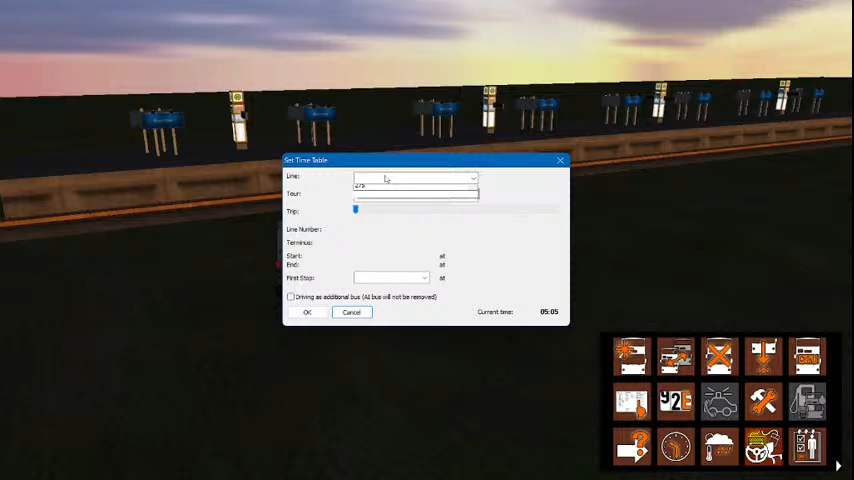 Set Time Table
Line:
275
Tour:
Trip:
Line Number:
Terminus:
Start: at
End: at
First Stop: at
Driving as additional bus (AI bus will not be removed)
OK Cancel Current time: 05:05